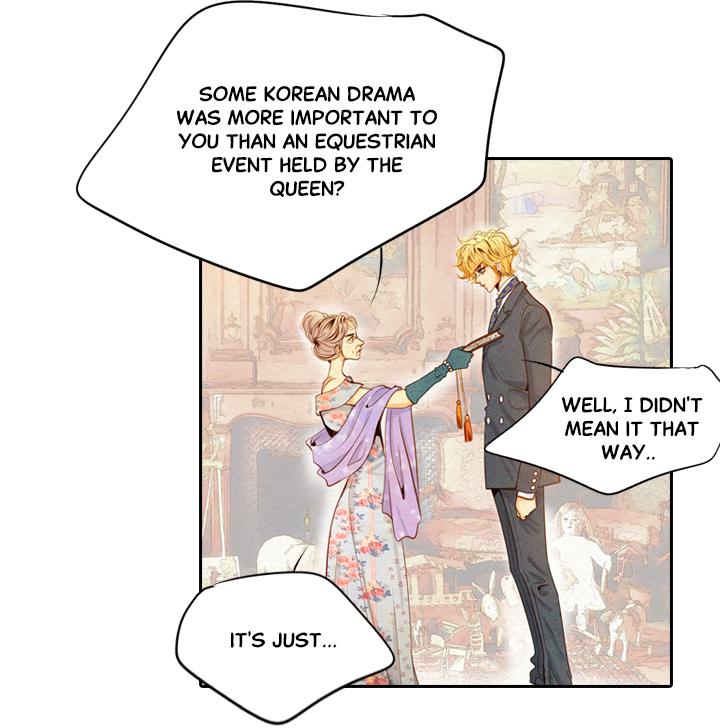 SOME KOREAN DRAMA
WAS MORE IMPORTANT TO
YOU THAN AN EQUESTRIAN
EVENT HELD BY THE
QUEEN?
WELL, I DIDN'T
MEAN IT THAT
WAY..
IT'S JUST...